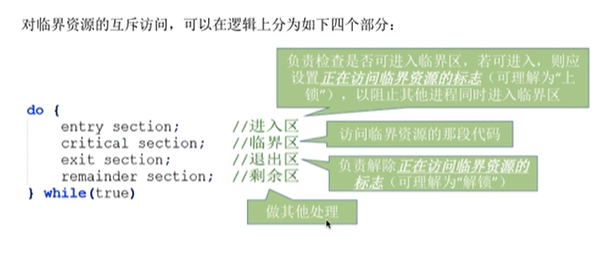 对临界资源的互斥访问，可以在逻辑上分为如下四个部分：
负责检查是否可进入临界区，若可进入，则应
设置正在访问临界资源的标志（可理解为“上
锁”），以阻止其他进程同时进入临界区
do {
entry section; //进入区
critical section; //临界区
访问临界资源的那段代码
exit section; //退出区
remainder section; //剩余区
} while(true)
负责解除正在访问临界资源的
标志（可理解为“解锁”）
做其他处理